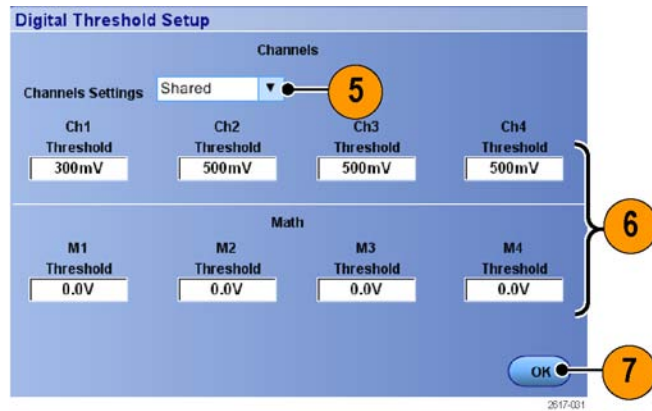 Digital Threshold Setup
Channels
Channels Settings Shared 5
Ch1 Ch2 Ch3 Ch4
Threshold Threshold Threshold Threshold
300mV 500mV 500mV 500mV
6
Math
M1 M2 M3 M4
Threshold Threshold Threshold Threshold
0.0V 0.0V 0.0V 0.0V
OK 7
2617-031